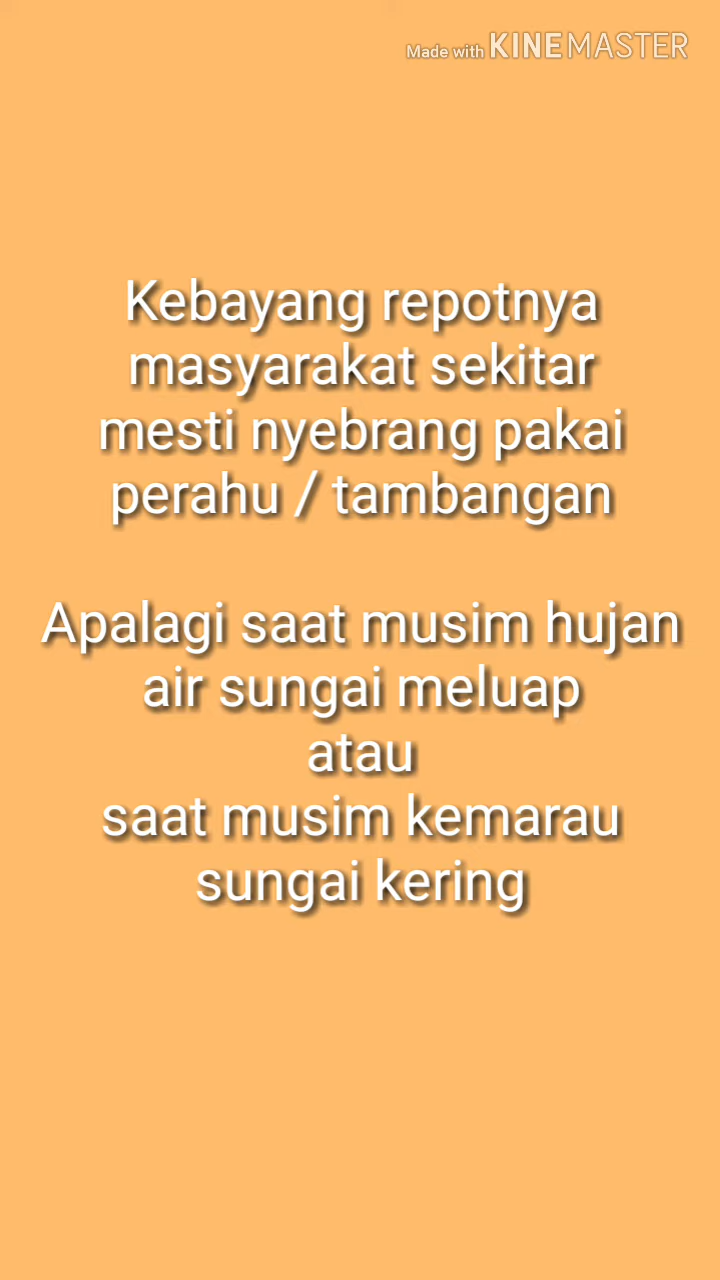 Made with KINEMASTER
Kebayang repotnya
masyarakat sekitar
mesti nyebrang pakai
perahu / tambangan
Apalagi saat musim hujan
air sungai meluap
atau
saat musim kemarau
sungai kering